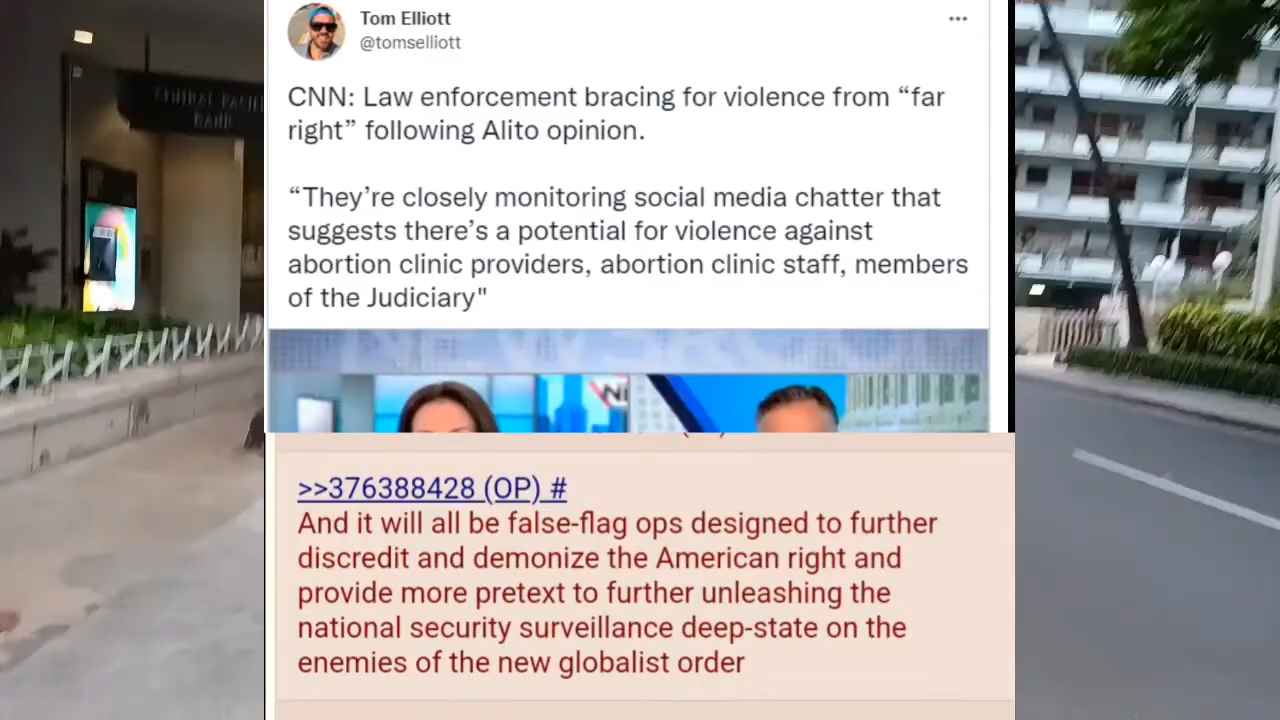 Tom Elliott
@tomselliott
CNN: Law enforcement bracing for violence from “far
right” following Alito opinion.
“They’re closely monitoring social media chatter that
suggests there’s a potential for violence against
abortion clinic providers, abortion clinic staff, members
of the Judiciary"
CENTRAL PACIFIC
BANK
>>376388428 (OP) #
And it will all be false-flag ops designed to further
discredit and demonize the American right and
provide more pretext to further unleashing the
national security surveillance deep-state on the
enemies of the new globalist order